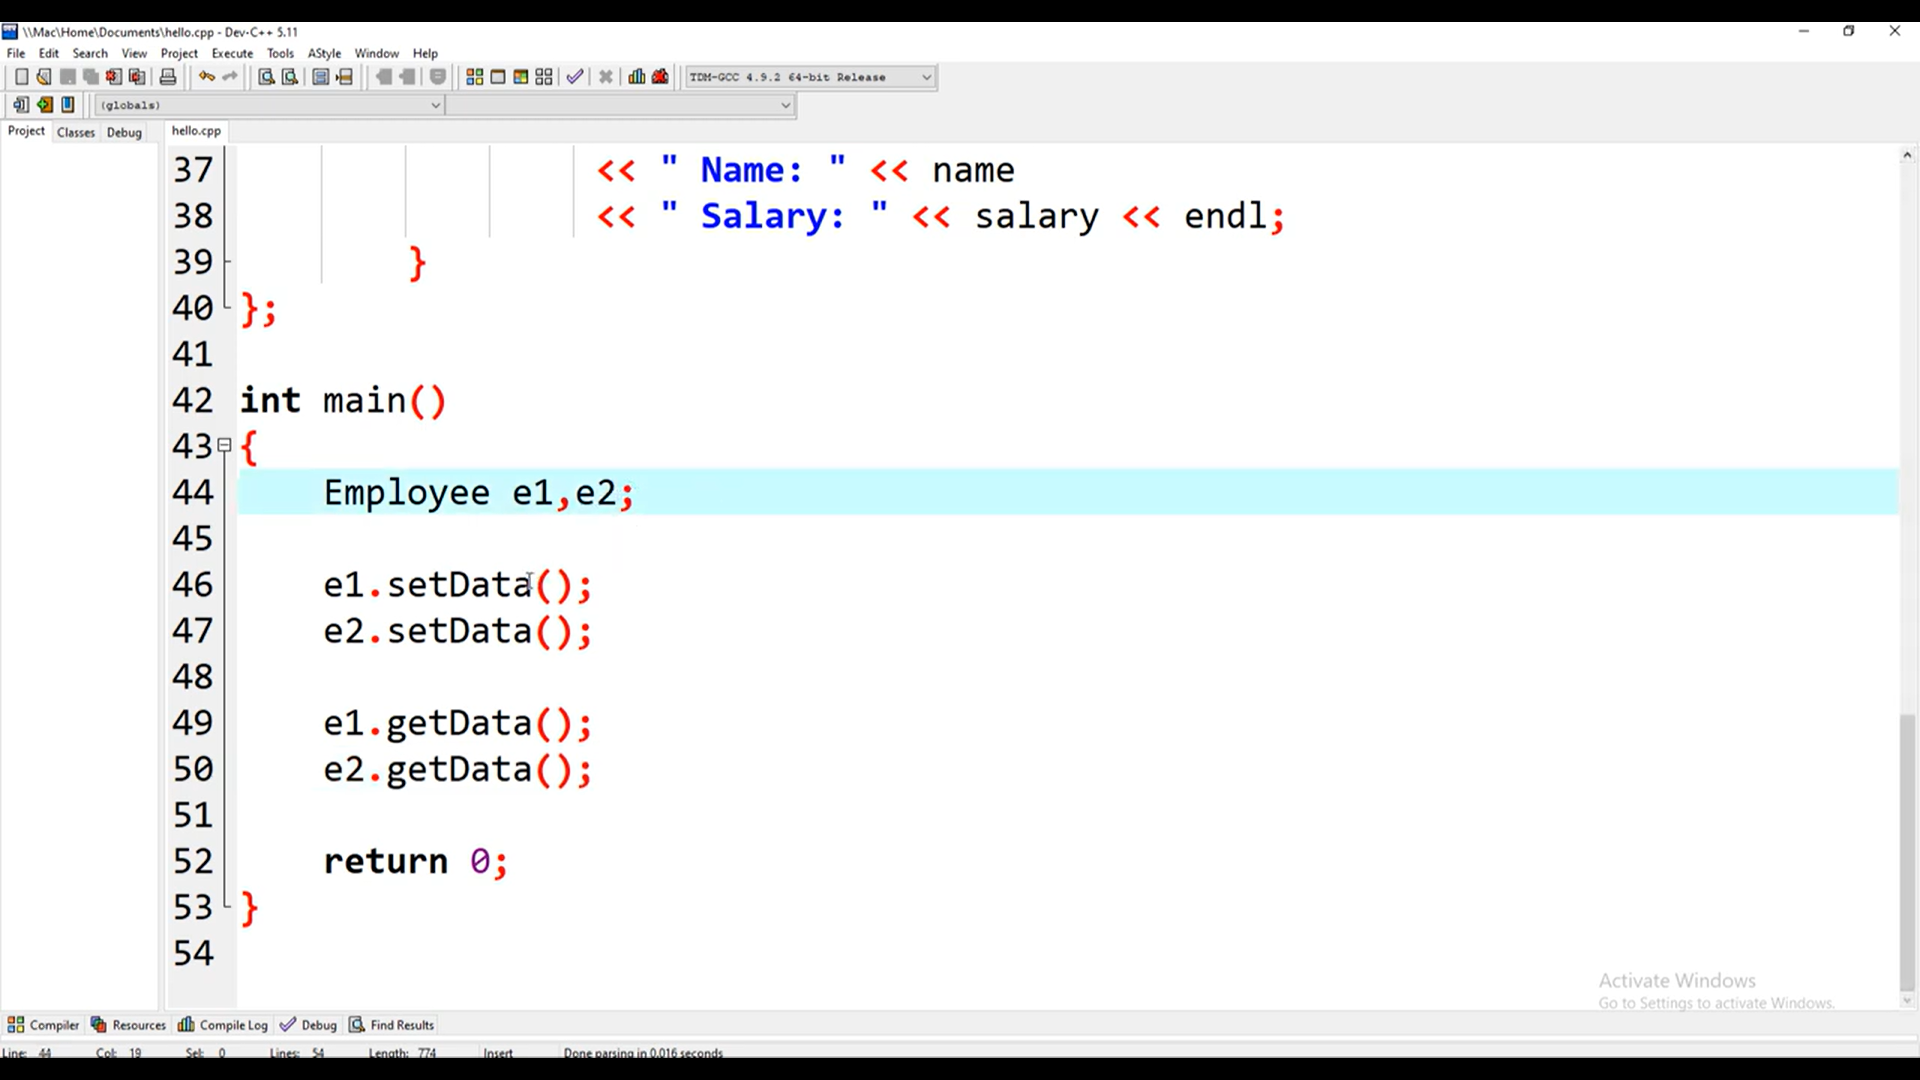 \\Mac\Home\Documents\hello.cpp - Dev-C++ 5.11
File Edit Search View Project Execute Tools AStyle Window Help
TDM-GCC 4.9.2 64-bit Release
(globals)
Project Classes Debug hello.cpp
37 << " Name: " << name
38 << " Salary: " << salary << endl;
39 }
40 };
41
42 int main()
43 {
44 Employee e1,e2;
45
46 e1.setData();
47 e2.setData();
48
49 e1.getData();
50 e2.getData();
51
52 return 0;
53 }
54
Activate Windows
Go to Settings to activate Windows.
Compiler Resources Compile Log Debug Find Results
Line: 44 Col: 19 Sel: 0 Lines: 54 Length: 774 Insert Done parsing in 0.016 seconds